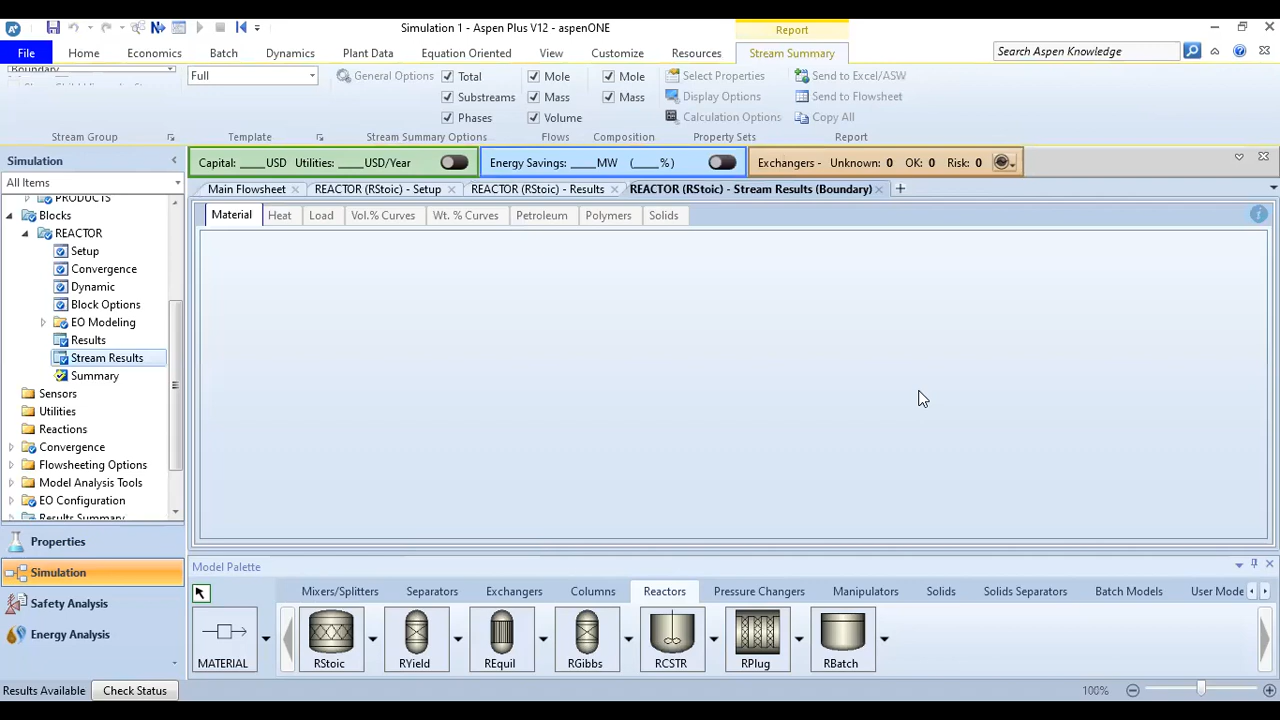 Simulation 1 - Aspen Plus V12 - aspenONE
Report
File Home Economics Batch Dynamics Plant Data Equation Oriented View Customize Resources Stream Summary
Search Aspen Knowledge
Full
General Options
Total
Substreams
Phases
Mole
Mass
Volume
Mole
Mass
Select Properties
Display Options
Calculation Options
Send to Excel/ASW
Send to Flowsheet
Copy All
Stream Group
Template
Stream Summary Options
Flows
Composition
Property Sets
Report
Simulation
Capital: ____USD Utilities: ____USD/Year
Energy Savings: ____MW (____%)
Exchangers - Unknown: 0 OK: 0 Risk: 0
All Items
Main Flowsheet
REACTOR (RStoic) - Setup
REACTOR (RStoic) - Results
REACTOR (RStoic) - Stream Results (Boundary)
Material Heat Load Vol.% Curves Wt. % Curves Petroleum Polymers Solids
PRODUCTS
Blocks
REACTOR
Setup
Convergence
Dynamic
Block Options
EO Modeling
Results
Stream Results
Summary
Sensors
Utilities
Reactions
Convergence
Flowsheeting Options
Model Analysis Tools
EO Configuration
Results Summary
Properties
Simulation
Safety Analysis
Energy Analysis
Model Palette
Mixers/Splitters Separators Exchangers Columns Reactors Pressure Changers Manipulators Solids Solids Separators Batch Models User Mode
MATERIAL
RStoic
RYield
REquil
RGibbs
RCSTR
RPlug
RBatch
Results Available
Check Status
100%